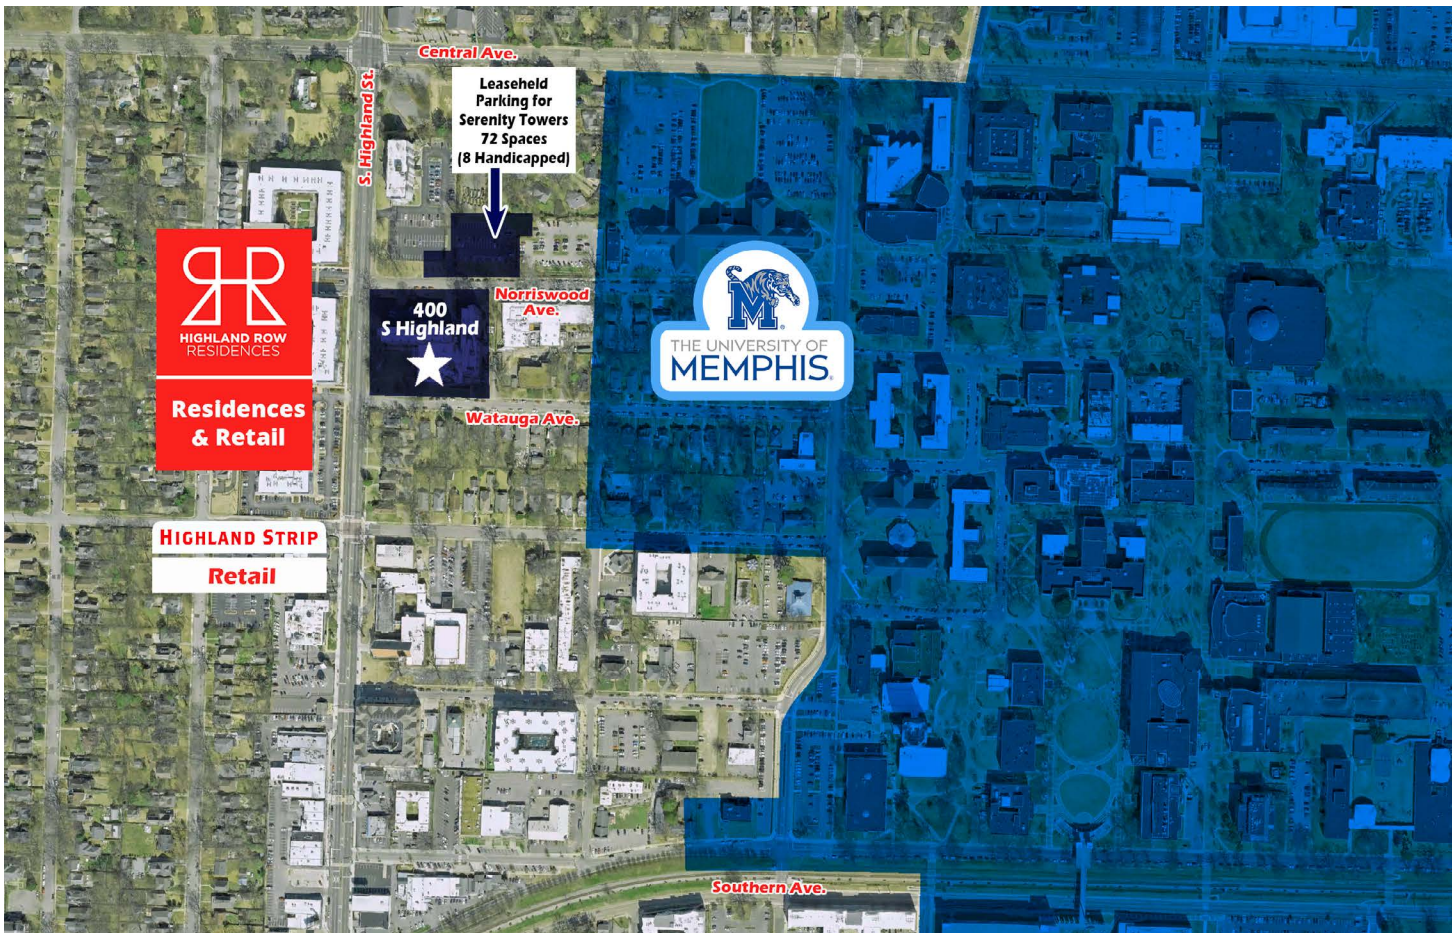 Central Ave.
S. Highland St.
Leaseheld
Parking for
Serenity Towers
72 Spaces
(8 Handicapped)
Norriswood
Ave.
400
S Highland
Watauga Ave.
HIGHLAND ROW
RESIDENCES
Residences
& Retail
HIGHLAND STRIP
Retail
M
THE UNIVERSITY OF
MEMPHIS
Southern Ave.